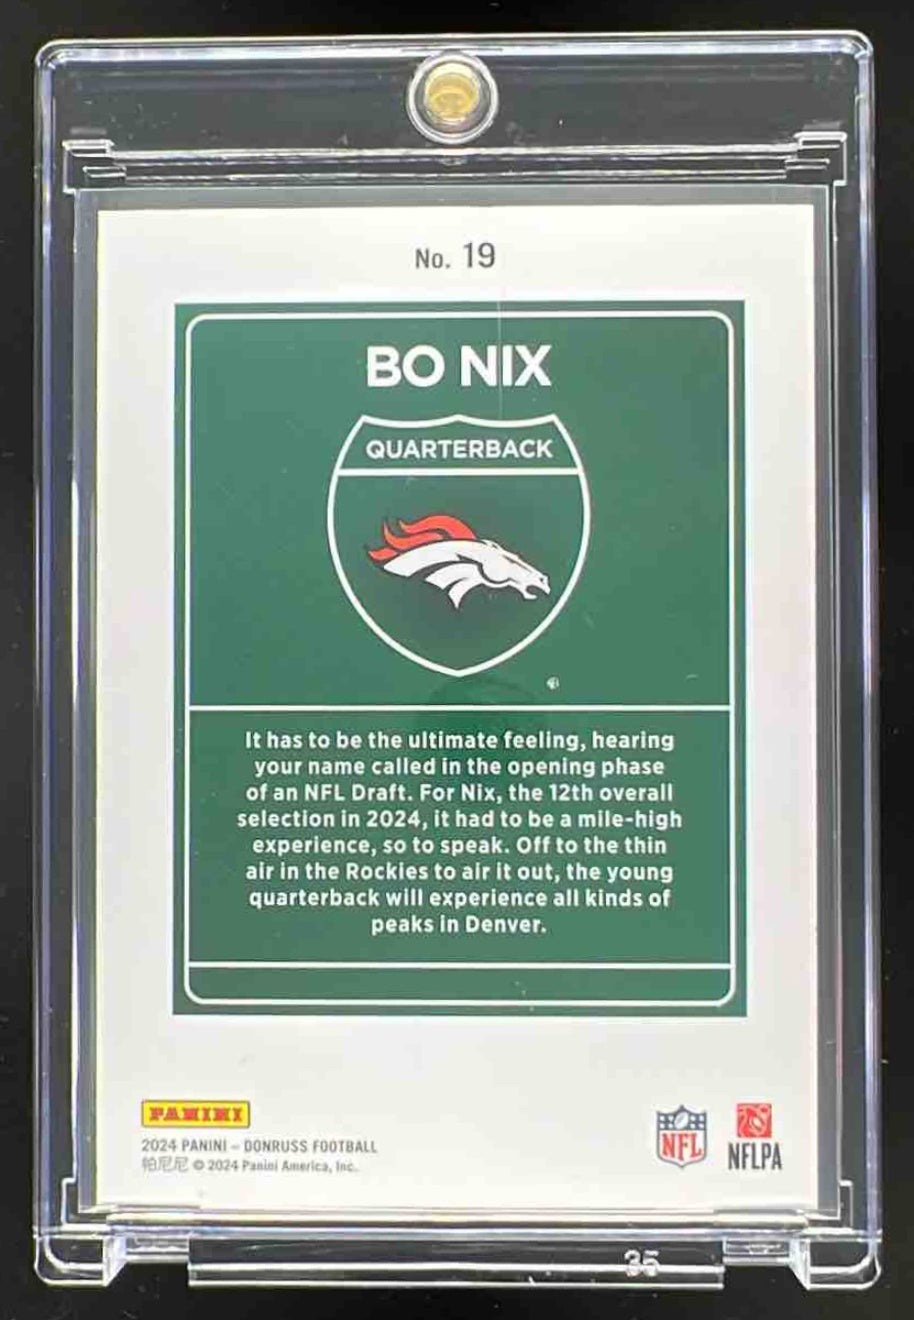 No. 19
BO NIX
QUARTERBACK
It has to be the ultimate feeling, hearing
your name called in the opening phase
of an NFL Draft. For Nix, the 12th overall
selection in 2024, it had to be a mile-high
experience, so to speak. Off to the thin
air in the Rockies to air it out, the young
quarterback will experience all kinds of
peaks in Denver.
PANINI
2024 PANINI – DONRUSS FOOTBALL
帕尼尼 © 2024 Panini America, Inc.
NFL
NFLPA
35